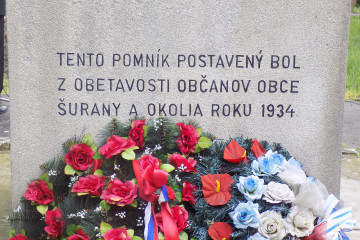 TENTO POMNÍK POSTAVENÝ BOL
Z OBETAVOSTI OBČANOV OBCE
ŠURANY A OKOLIA ROKU 1934